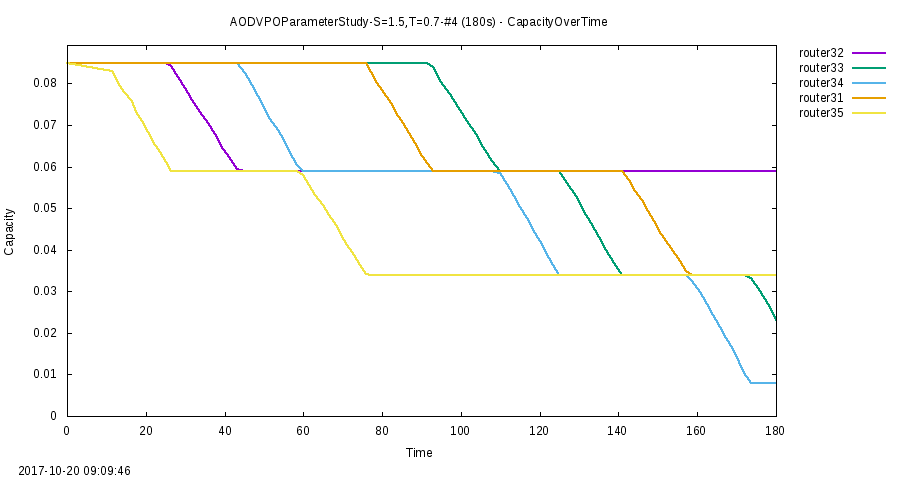 AODVPOParameterStudy-S=1.5,T=0.7-#4 (180s) - CapacityOverTime
router32
router33
router34
router31
router35
0.08
0.07
0.06
0.05
0.04
0.03
0.02
0.01
0
Capacity
0 20 40 60 80 100 120 140 160 180
Time
2017-10-20 09:09:46